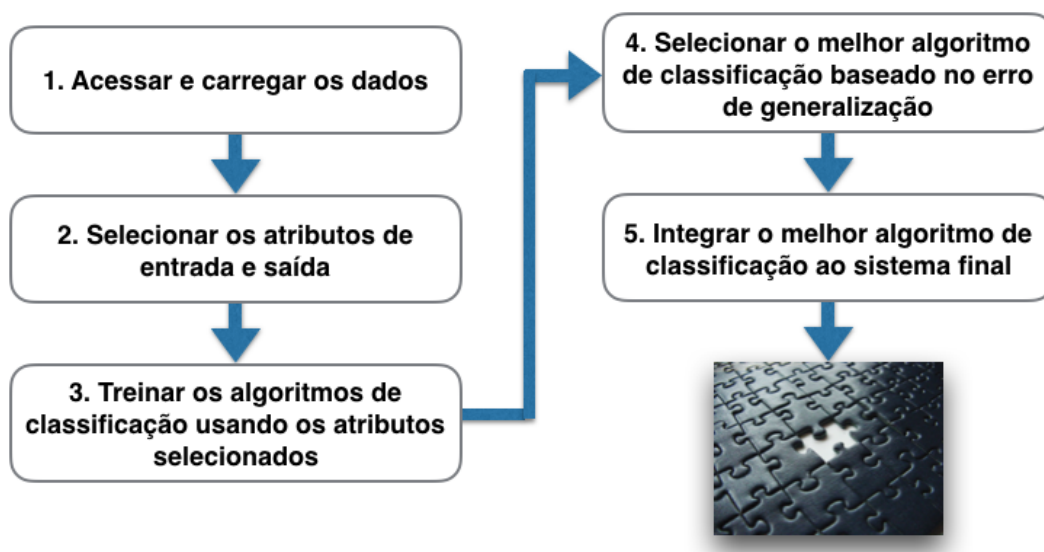 1. Acessar e carregar os dados
2. Selecionar os atributos de
entrada e saída
3. Treinar os algoritmos de
classificação usando os atributos
selecionados
4. Selecionar o melhor algoritmo
de classificação baseado no erro
de generalização
5. Integrar o melhor algoritmo de
classificação ao sistema final